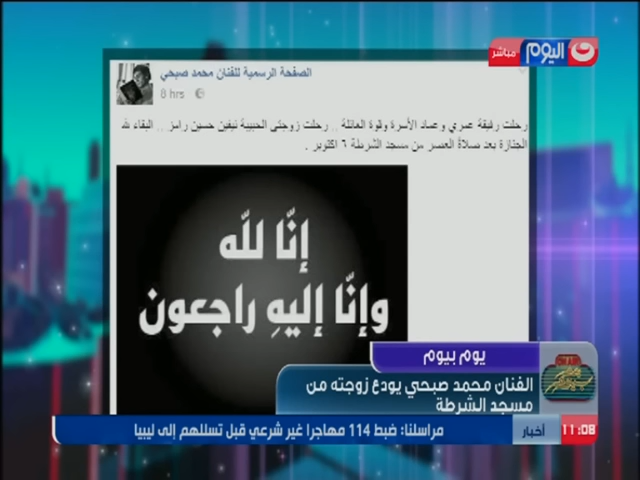 اليوم
مباشر
الصفحة الرسمية للفنان محمد صبحي
8 hrs
رحلت رفيقة عمري وعماد الأسرة وقوة العائلة .. رحلت زوجتي الحبيبة نيفين حسين رامز .. البقاء لله
الجنازة بعد صلاة العصر من مسجد الشرطة ٦ اكتوبر .
إنّا لله
وإنّا إليهِ راجعون
يوم بيوم
الفنان محمد صبحي يودع زوجته من
مسجد الشرطة
ON AIR
11:08 أخبار مراسلنا: ضبط 114 مهاجرا غير شرعي قبل تسللهم إلى ليبيا